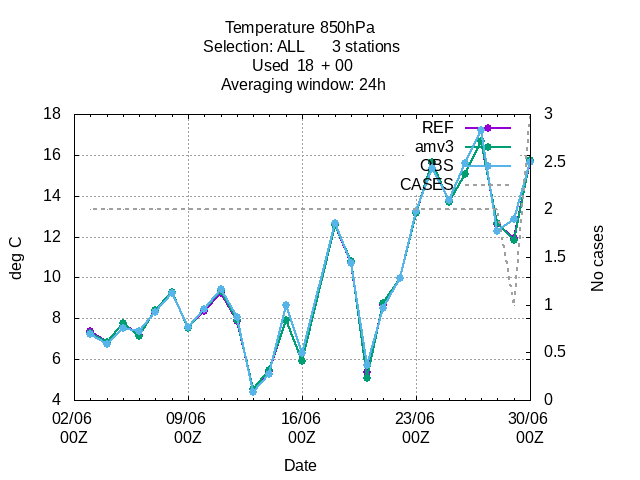 Temperature 850hPa
Selection: ALL 3 stations
Used 18 + 00
Averaging window: 24h
18 3
REF
amv3
OBS
CASES
16 2.5
14
12 2
10 1.5
8 1
6 0.5
4 0
deg C
No cases
02/06 09/06 16/06 23/06 30/06
00Z 00Z 00Z 00Z 00Z
Date